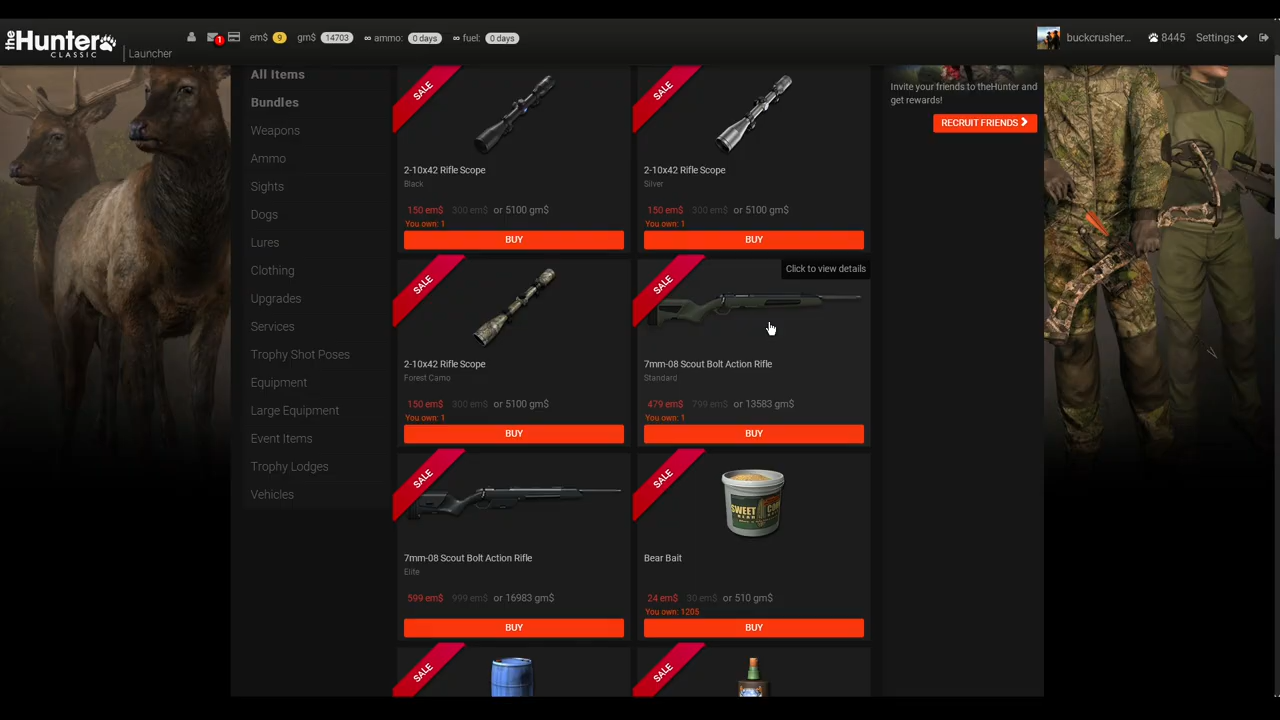 theHunter
CLASSIC
Launcher
1
em$ 9
gm$ 14703
∞ ammo: 0 days
∞ fuel: 0 days
buckcrusher...
8445
Settings
All Items
Bundles
Weapons
Ammo
Sights
Dogs
Lures
Clothing
Upgrades
Services
Trophy Shot Poses
Equipment
Large Equipment
Event Items
Trophy Lodges
Vehicles
SALE
2-10x42 Rifle Scope
Black
150 em$ 300 em$ or 5100 gm$
You own: 1
BUY
SALE
2-10x42 Rifle Scope
Silver
150 em$ 300 em$ or 5100 gm$
You own: 1
BUY
SALE
2-10x42 Rifle Scope
Forest Camo
150 em$ 300 em$ or 5100 gm$
You own: 1
BUY
SALE
Click to view details
7mm-08 Scout Bolt Action Rifle
Standard
479 em$ 799 em$ or 13583 gm$
You own: 1
BUY
SALE
7mm-08 Scout Bolt Action Rifle
Elite
599 em$ 999 em$ or 16983 gm$
BUY
SALE
SWEET
Bear Bait
24 em$ 30 em$ or 510 gm$
You own: 1205
BUY
SALE
SALE
Invite your friends to theHunter and
get rewards!
RECRUIT FRIENDS